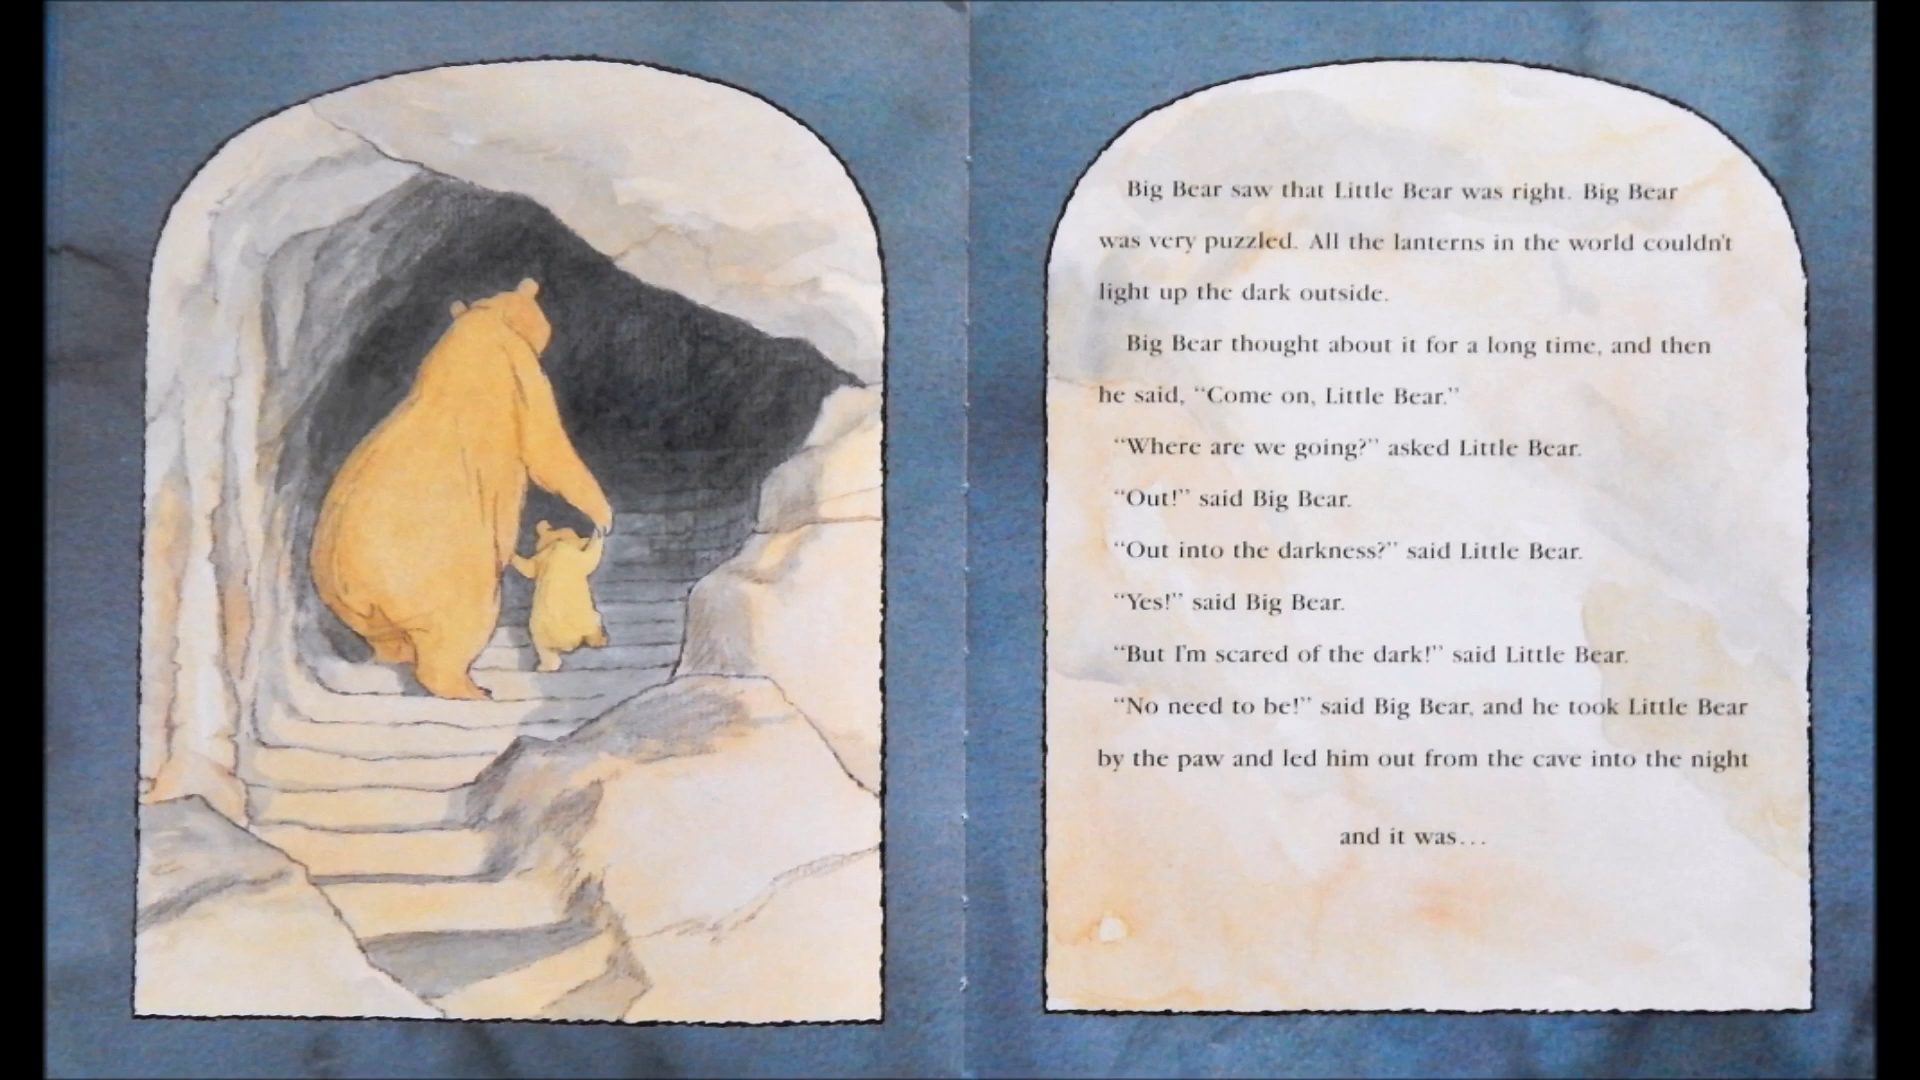 Big Bear saw that Little Bear was right. Big Bear
was very puzzled. All the lanterns in the world couldn't
light up the dark outside.
Big Bear thought about it for a long time, and then
he said, “Come on, Little Bear.”
“Where are we going?” asked Little Bear.
“Out!” said Big Bear.
“Out into the darkness?” said Little Bear.
“Yes!” said Big Bear.
“But I'm scared of the dark!” said Little Bear.
“No need to be!” said Big Bear, and he took Little Bear
by the paw and led him out from the cave into the night
and it was...